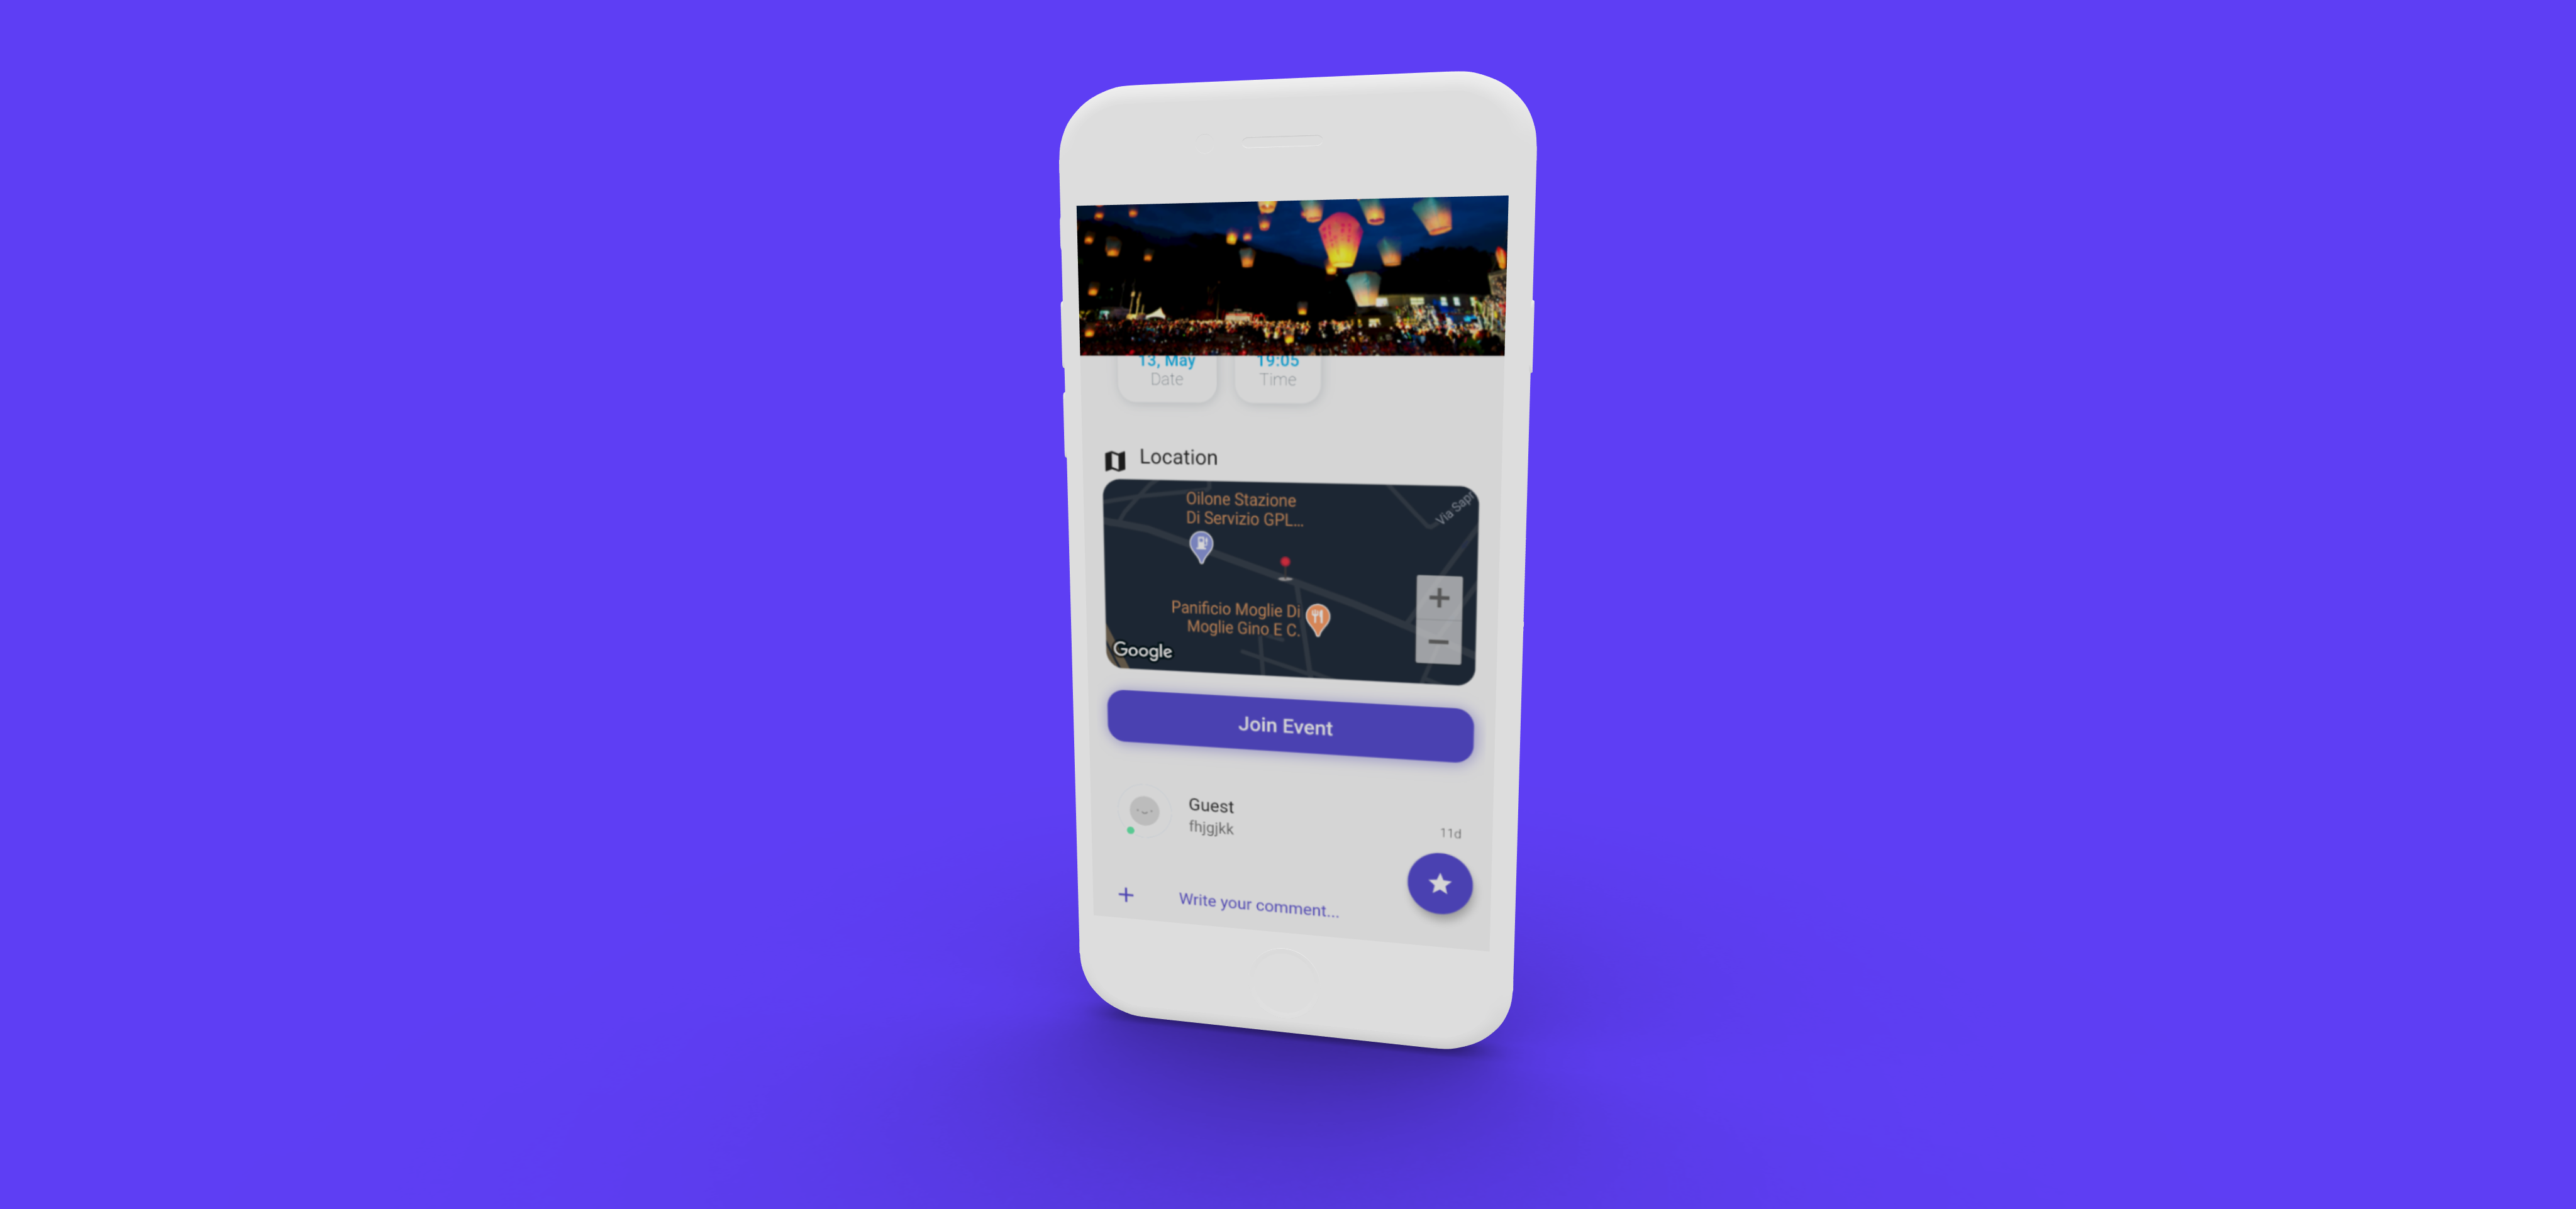 13, May
Date
19:05
Time
Location
Oilone Stazione
Di Servizio GPL...
Via Sapr
Panificio Moglie Di
Moglie Gino E C.
Google
Join Event
Guest
fhjgjkk
11d
Write your comment...